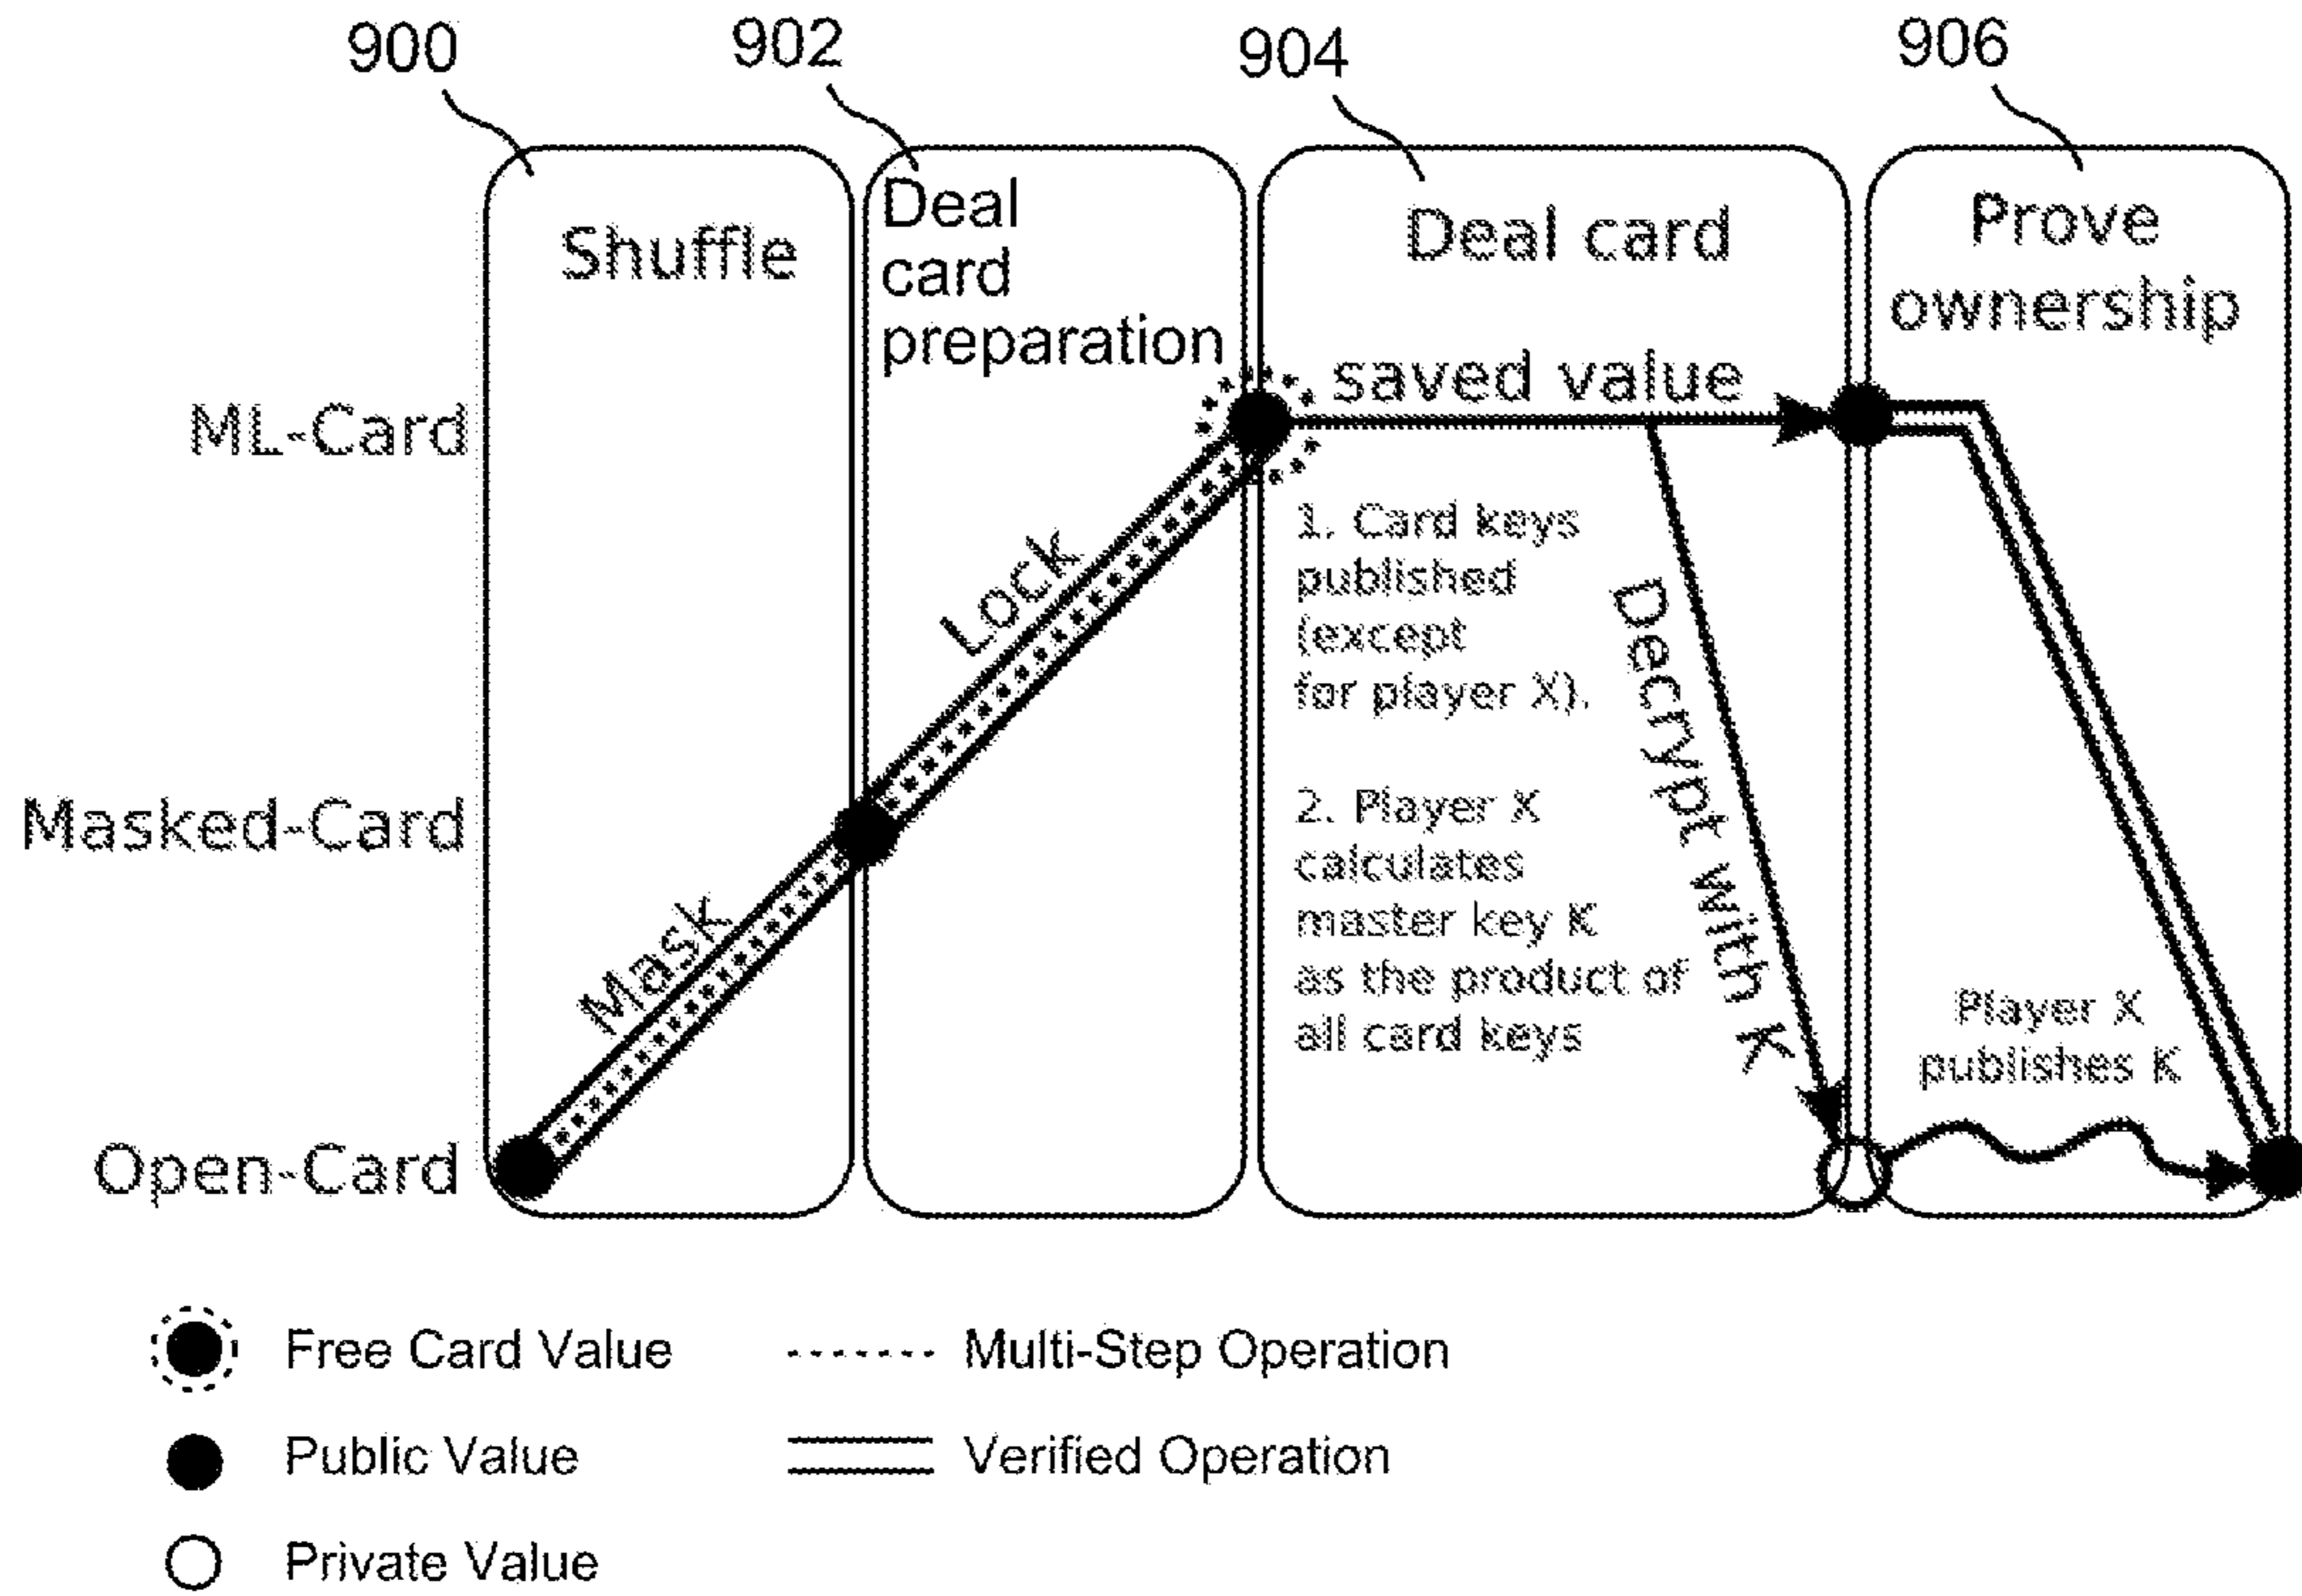 900
902
904
906
Shuffle
Deal
card
preparation
Deal card
Prove
ownership
saved value
ML-Card
Masked-Card
Open-Card
Mask
Lock
1. Card keys
published
(except
for player X).
2. Player X
calculates
master key K
as the product of
all card keys
Decrypt with K
Player X
publishes K
Free Card Value
Multi-Step Operation
Public Value
Verified Operation
Private Value